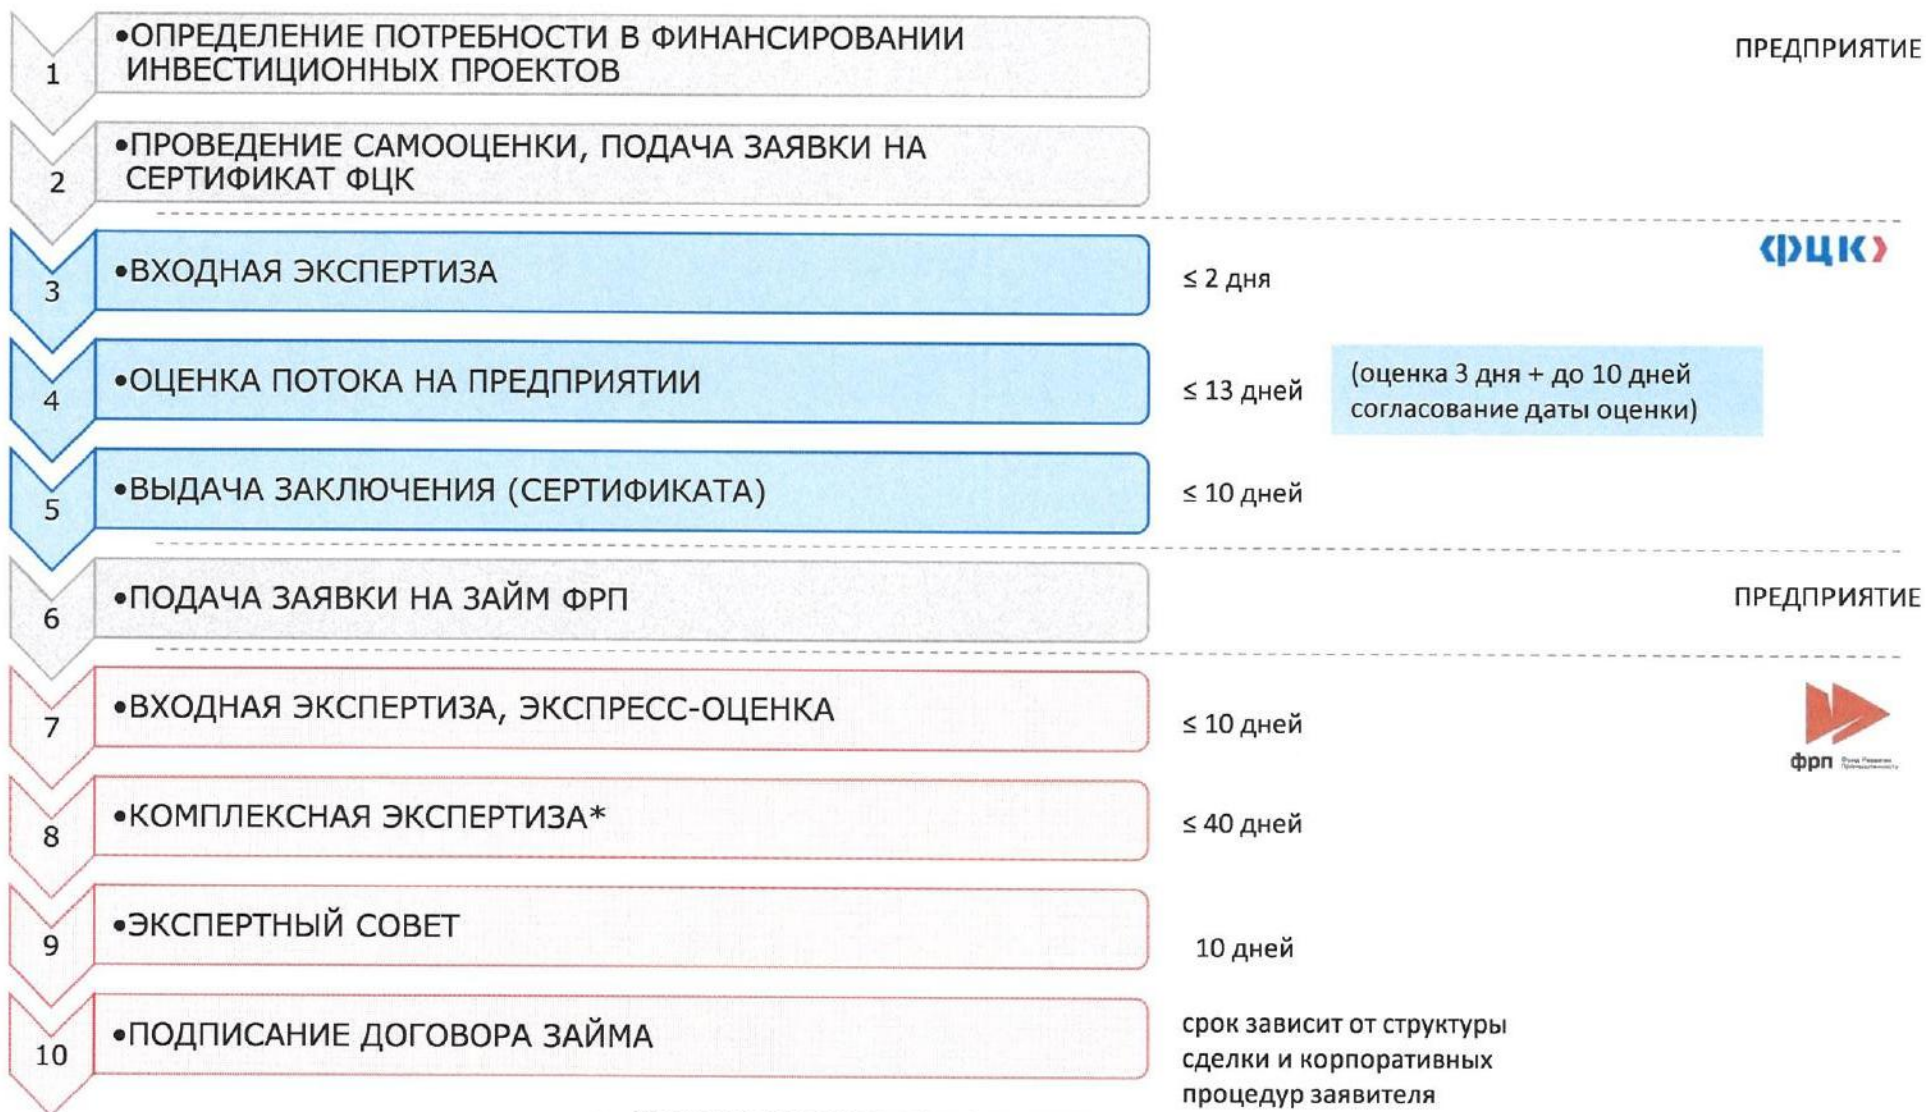 1
•ОПРЕДЕЛЕНИЕ ПОТРЕБНОСТИ В ФИНАНСИРОВАНИИ
ИНВЕСТИЦИОННЫХ ПРОЕКТОВ
ПРЕДПРИЯТИЕ
2
•ПРОВЕДЕНИЕ САМООЦЕНКИ, ПОДАЧА ЗАЯВКИ НА
СЕРТИФИКАТ ФЦК
ФЦК
3
•ВХОДНАЯ ЭКСПЕРТИЗА
≤ 2 дня
4
•ОЦЕНКА ПОТОКА НА ПРЕДПРИЯТИИ
≤ 13 дней
(оценка 3 дня + до 10 дней
согласование даты оценки)
5
•ВЫДАЧА ЗАКЛЮЧЕНИЯ (СЕРТИФИКАТА)
≤ 10 дней
6
•ПОДАЧА ЗАЯВКИ НА ЗАЙМ ФРП
ПРЕДПРИЯТИЕ
7
•ВХОДНАЯ ЭКСПЕРТИЗА, ЭКСПРЕСС-ОЦЕНКА
≤ 10 дней
фрп Фонд Развития
Промышленности
8
•КОМПЛЕКСНАЯ ЭКСПЕРТИЗА*
≤ 40 дней
9
•ЭКСПЕРТНЫЙ СОВЕТ
10 дней
10
•ПОДПИСАНИЕ ДОГОВОРА ЗАЙМА
срок зависит от структуры
сделки и корпоративных
процедур заявителя